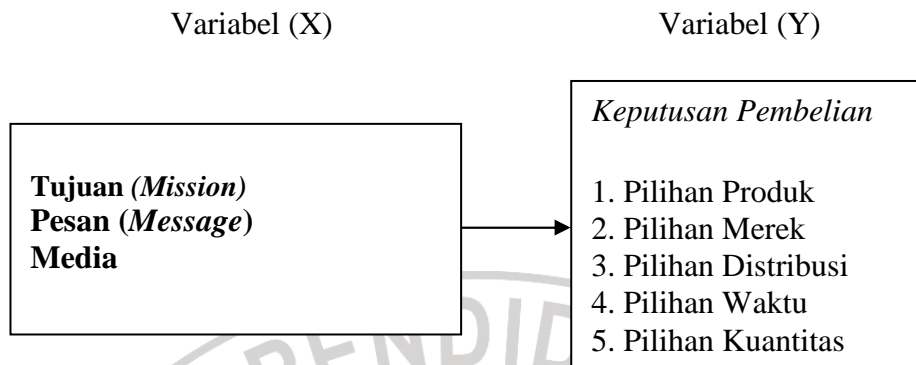 Variabel (X)
Variabel (Y)
Keputusan Pembelian
Tujuan (Mission)
Pesan (Message)
Media
1. Pilihan Produk
2. Pilihan Merek
3. Pilihan Distribusi
4. Pilihan Waktu
5. Pilihan Kuantitas